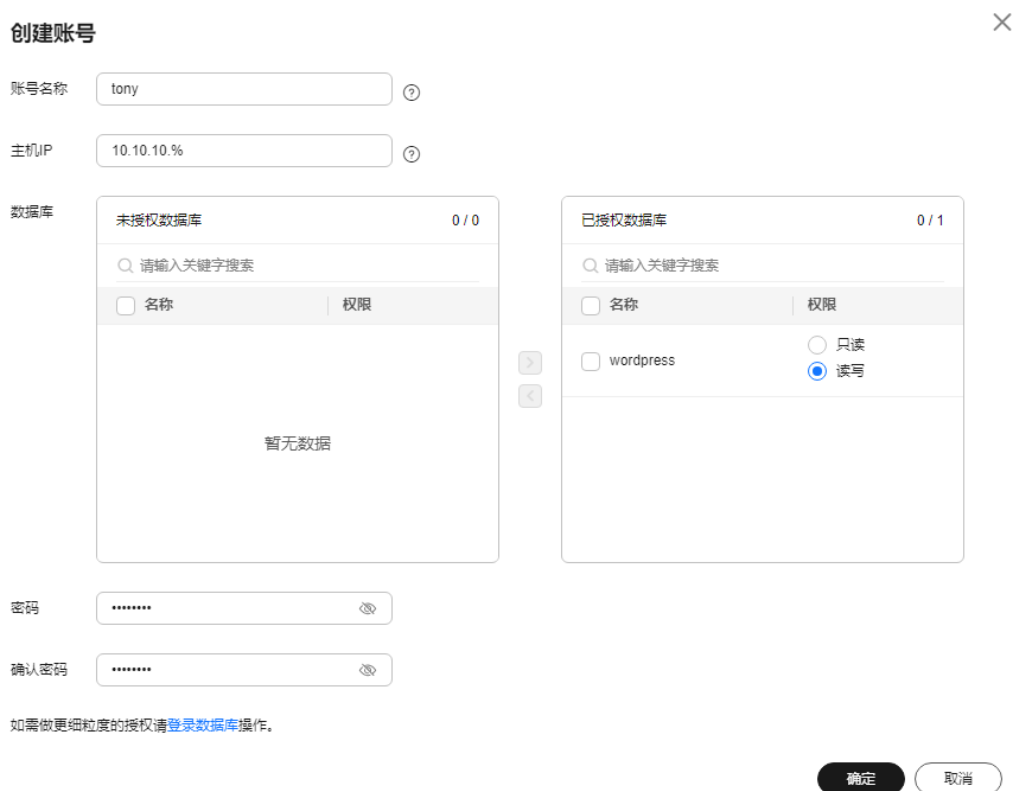 创建账号
账号名称 tony
主机IP 10.10.10.%
数据库
未授权数据库 0 / 0
请输入关键字搜索
名称 权限
暂无数据
已授权数据库 0 / 1
请输入关键字搜索
名称 权限
wordpress
只读
读写
密码 ••••••••
确认密码 ••••••••
如需做更细粒度的授权请登录数据库操作。
确定 取消